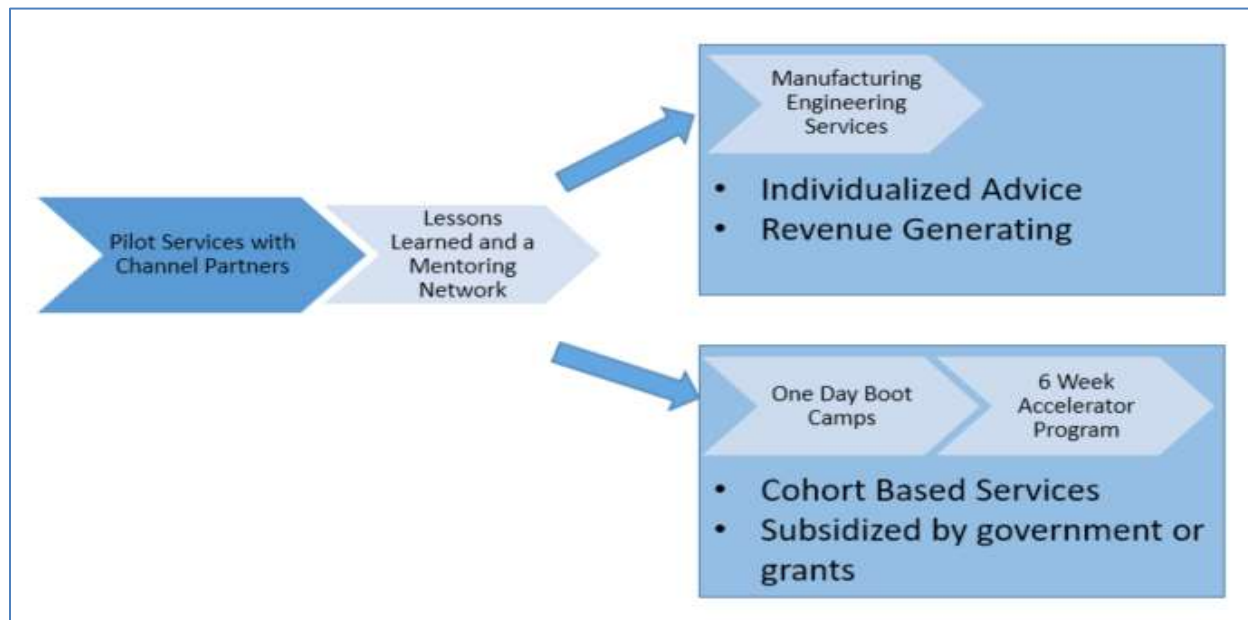 Pilot Services with
Channel Partners
Lessons
Learned and a
Mentoring
Network
Manufacturing
Engineering
Services
• Individualized Advice
• Revenue Generating
One Day Boot
Camps
6 Week
Accelerator
Program
• Cohort Based Services
• Subsidized by government or
grants